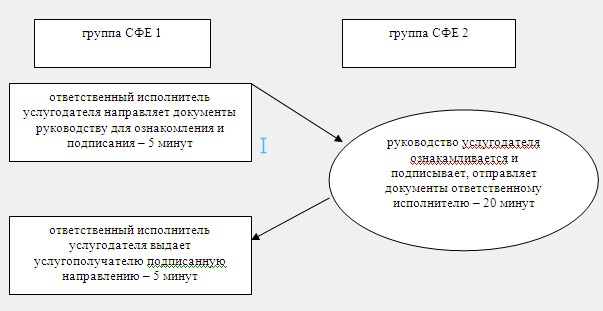 группа СФЕ 1
группа СФЕ 2
ответственный исполнитель
услугодателя направляет документы
руководству для ознакомления и
подписания – 5 минут
руководство услугодателя
ознакамливается и
подписывает, отправляет
документы ответственному
исполнителю – 20 минут
ответственный исполнитель
услугодателя выдает
услугополучателю подписанную
направлению – 5 минут